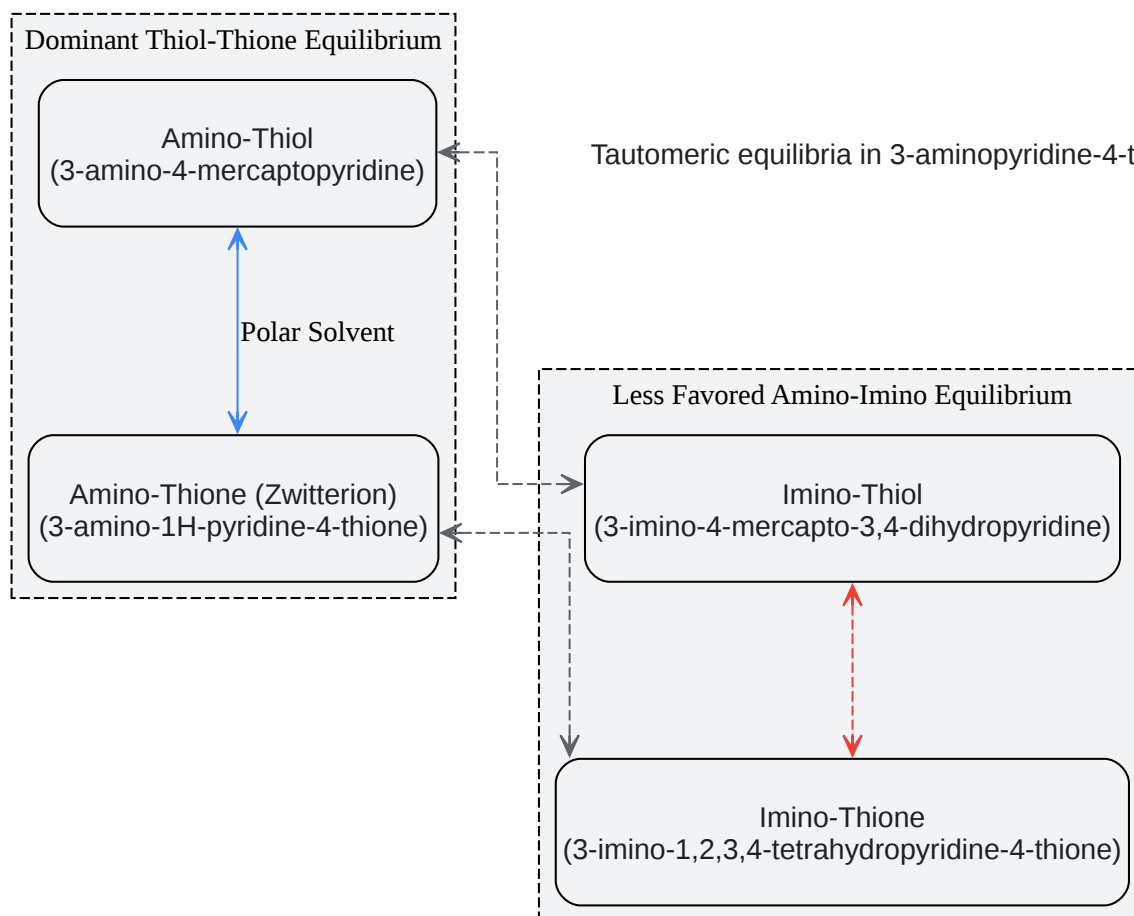 Dominant Thiol-Thione Equilibrium
Amino-Thiol
(3-amino-4-mercaptopyridine)
Tautomeric equilibria in 3-aminopyridine-4-t
Polar Solvent
Less Favored Amino-Imino Equilibrium
Amino-Thione (Zwitterion)
(3-amino-1H-pyridine-4-thione)
Imino-Thiol
(3-imino-4-mercapto-3,4-dihydropyridine)
Imino-Thione
(3-imino-1,2,3,4-tetrahydropyridine-4-thione)